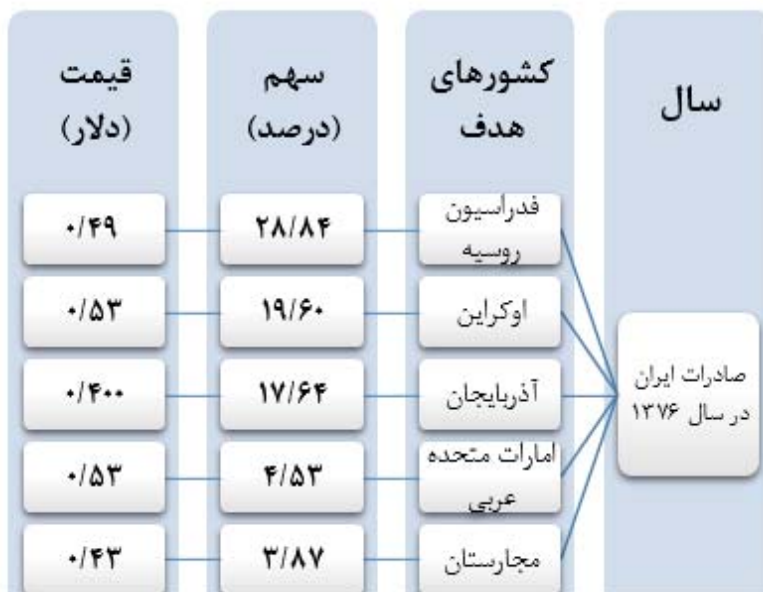 سال
کشورهای
هدف
سهم
(درصد)
قیمت
(دلار)
صادرات ایران
در سال ۱۳۷۶
فدراسیون
روسیه
۲۸/۸۴
۰/۴۹
اوکراین
۱۹/۶۰
۰/۵۳
آذربایجان
۱۷/۶۴
۰/۴۰۰
امارات متحده
عربی
۴/۵۳
۰/۵۳
مجارستان
۳/۸۷
۰/۴۳